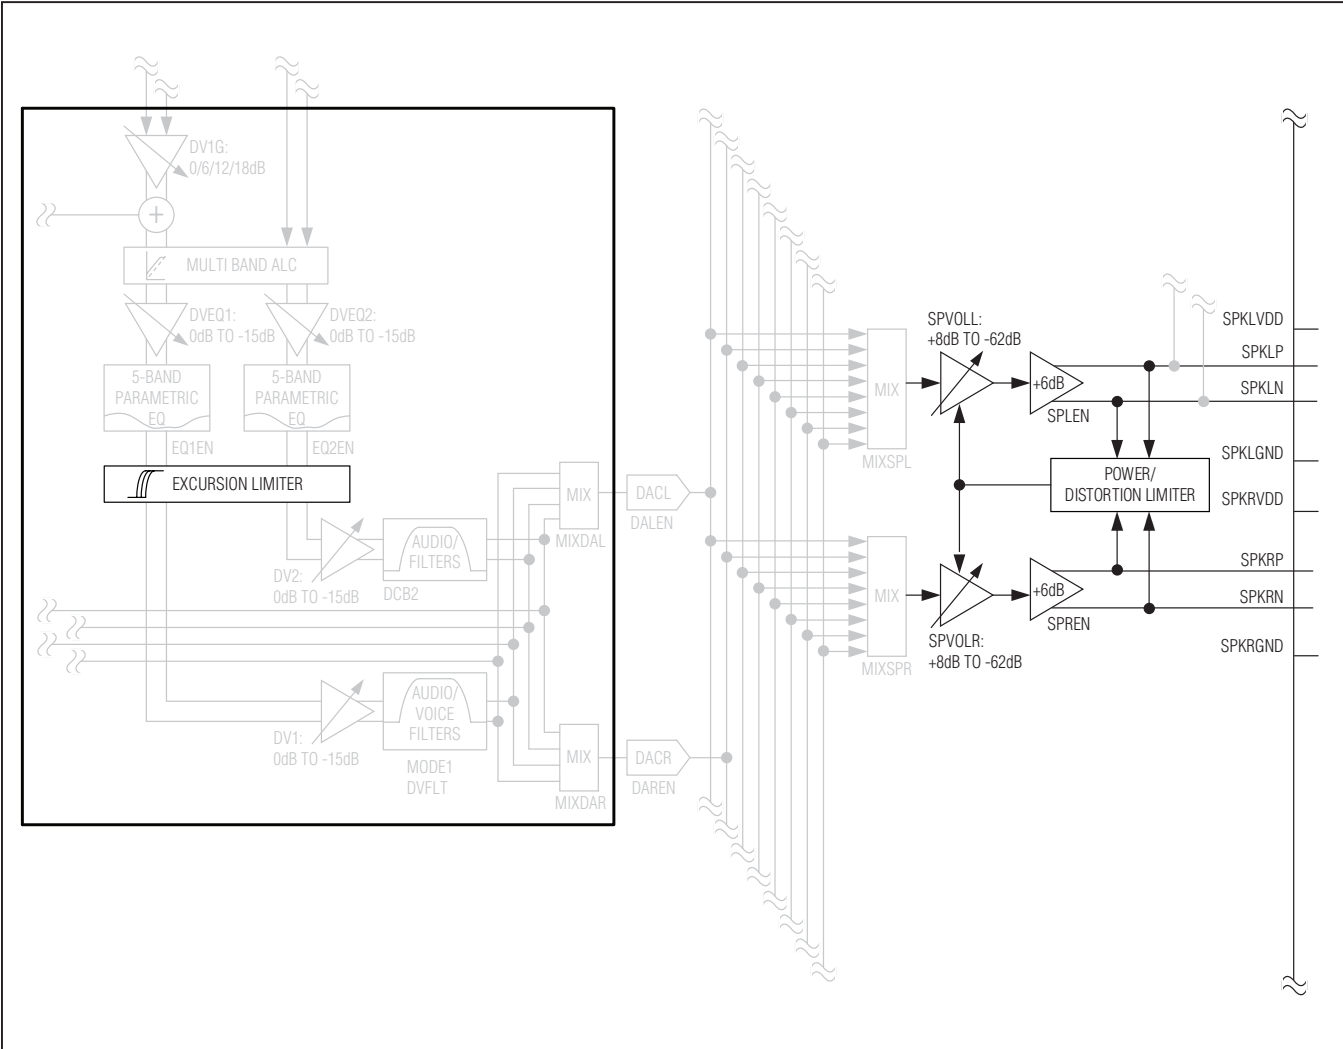 DV1G:
0/6/12/18dB
+
MULTI BAND ALC
DVEQ1:
0dB TO -15dB
DVEQ2:
0dB TO -15dB
5-BAND
PARAMETRIC
EQ
5-BAND
PARAMETRIC
EQ
EQ1EN
EQ2EN
EXCURSION LIMITER
AUDIO/
FILTERS
DV2:
0dB TO -15dB
DCB2
MIX
MIXDAL
DACL
DALEN
AUDIO/
VOICE
FILTERS
DV1:
0dB TO -15dB
MODE1
DVFLT
MIX
MIXDAR
DACR
DAREN
MIX
MIXSPL
MIX
MIXSPR
SPVOLL:
+8dB TO -62dB
+6dB
SPLEN
POWER/
DISTORTION LIMITER
+6dB
SPREN
SPVOLR:
+8dB TO -62dB
SPKLVDD
SPKLP
SPKLN
SPKLGND
SPKRVDD
SPKRP
SPKRN
SPKRGND